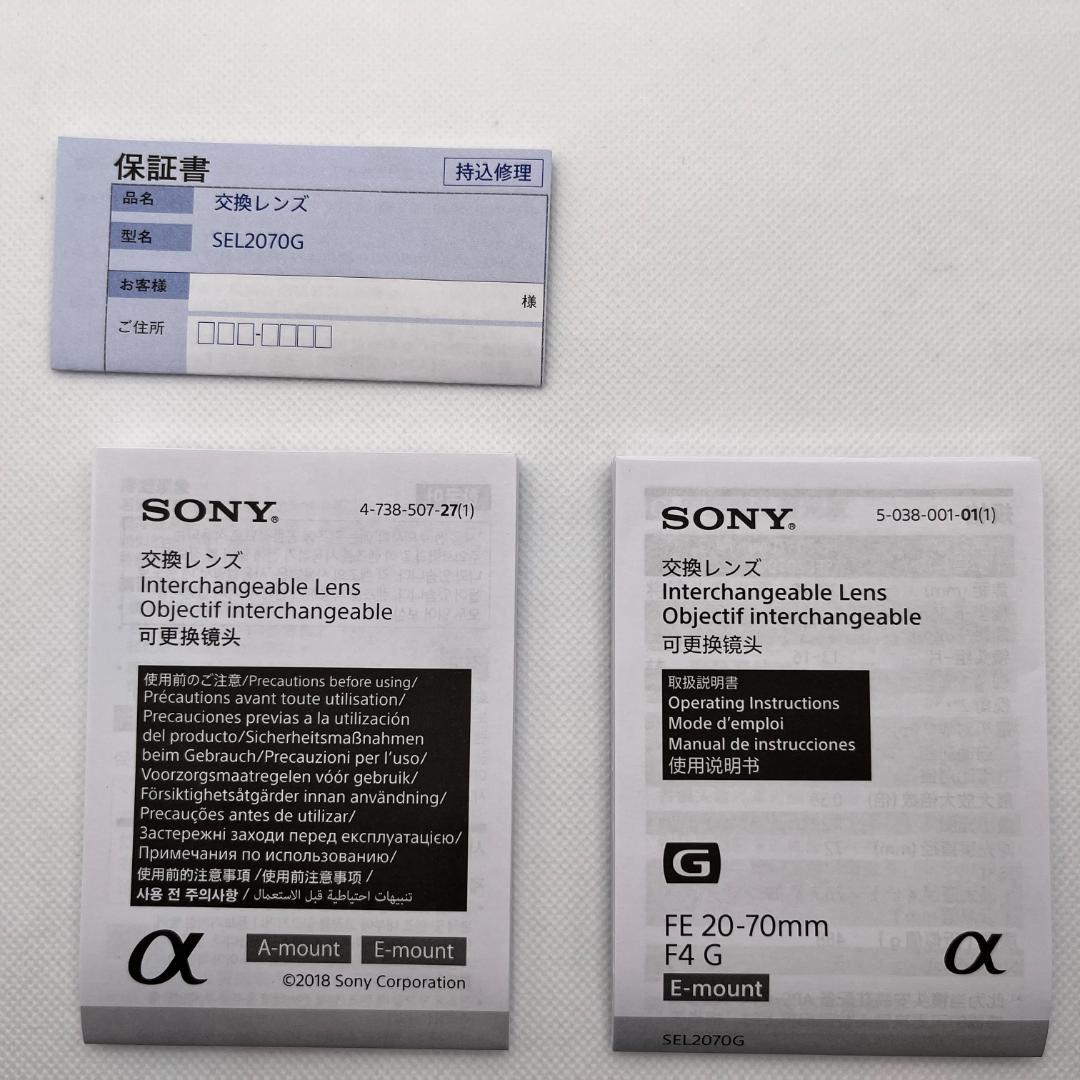 保証書
持込修理
品名 交換レンズ
型名 SEL2070G
お客様 様
ご住所 □□□-□□□□
SONY® 4-738-507-27(1)
交換レンズ
Interchangeable Lens
Objectif interchangeable
可更换镜头
使用前のご注意/Precautions before using/
Précautions avant toute utilisation/
Precauciones previas a la utilización
del producto/Sicherheitsmaßnahmen
beim Gebrauch/Precauzioni per l'uso/
Voorzorgsmaatregelen vóór gebruik/
Försiktighetsåtgärder innan användning/
Precauções antes de utilizar/
Застережні заходи перед експлуатацією/
Примечания по использованию/
使用前的注意事项 /使用前注意事項 /
사용 전 주의사항 / تنبيهات احتياطية قبل الاستعمال
α A-mount E-mount
©2018 Sony Corporation
SONY® 5-038-001-01(1)
交換レンズ
Interchangeable Lens
Objectif interchangeable
可更换镜头
取扱説明書
Operating Instructions
Mode d'emploi
Manual de instrucciones
使用说明书
G
FE 20-70mm
F4 G
α
E-mount
SEL2070G